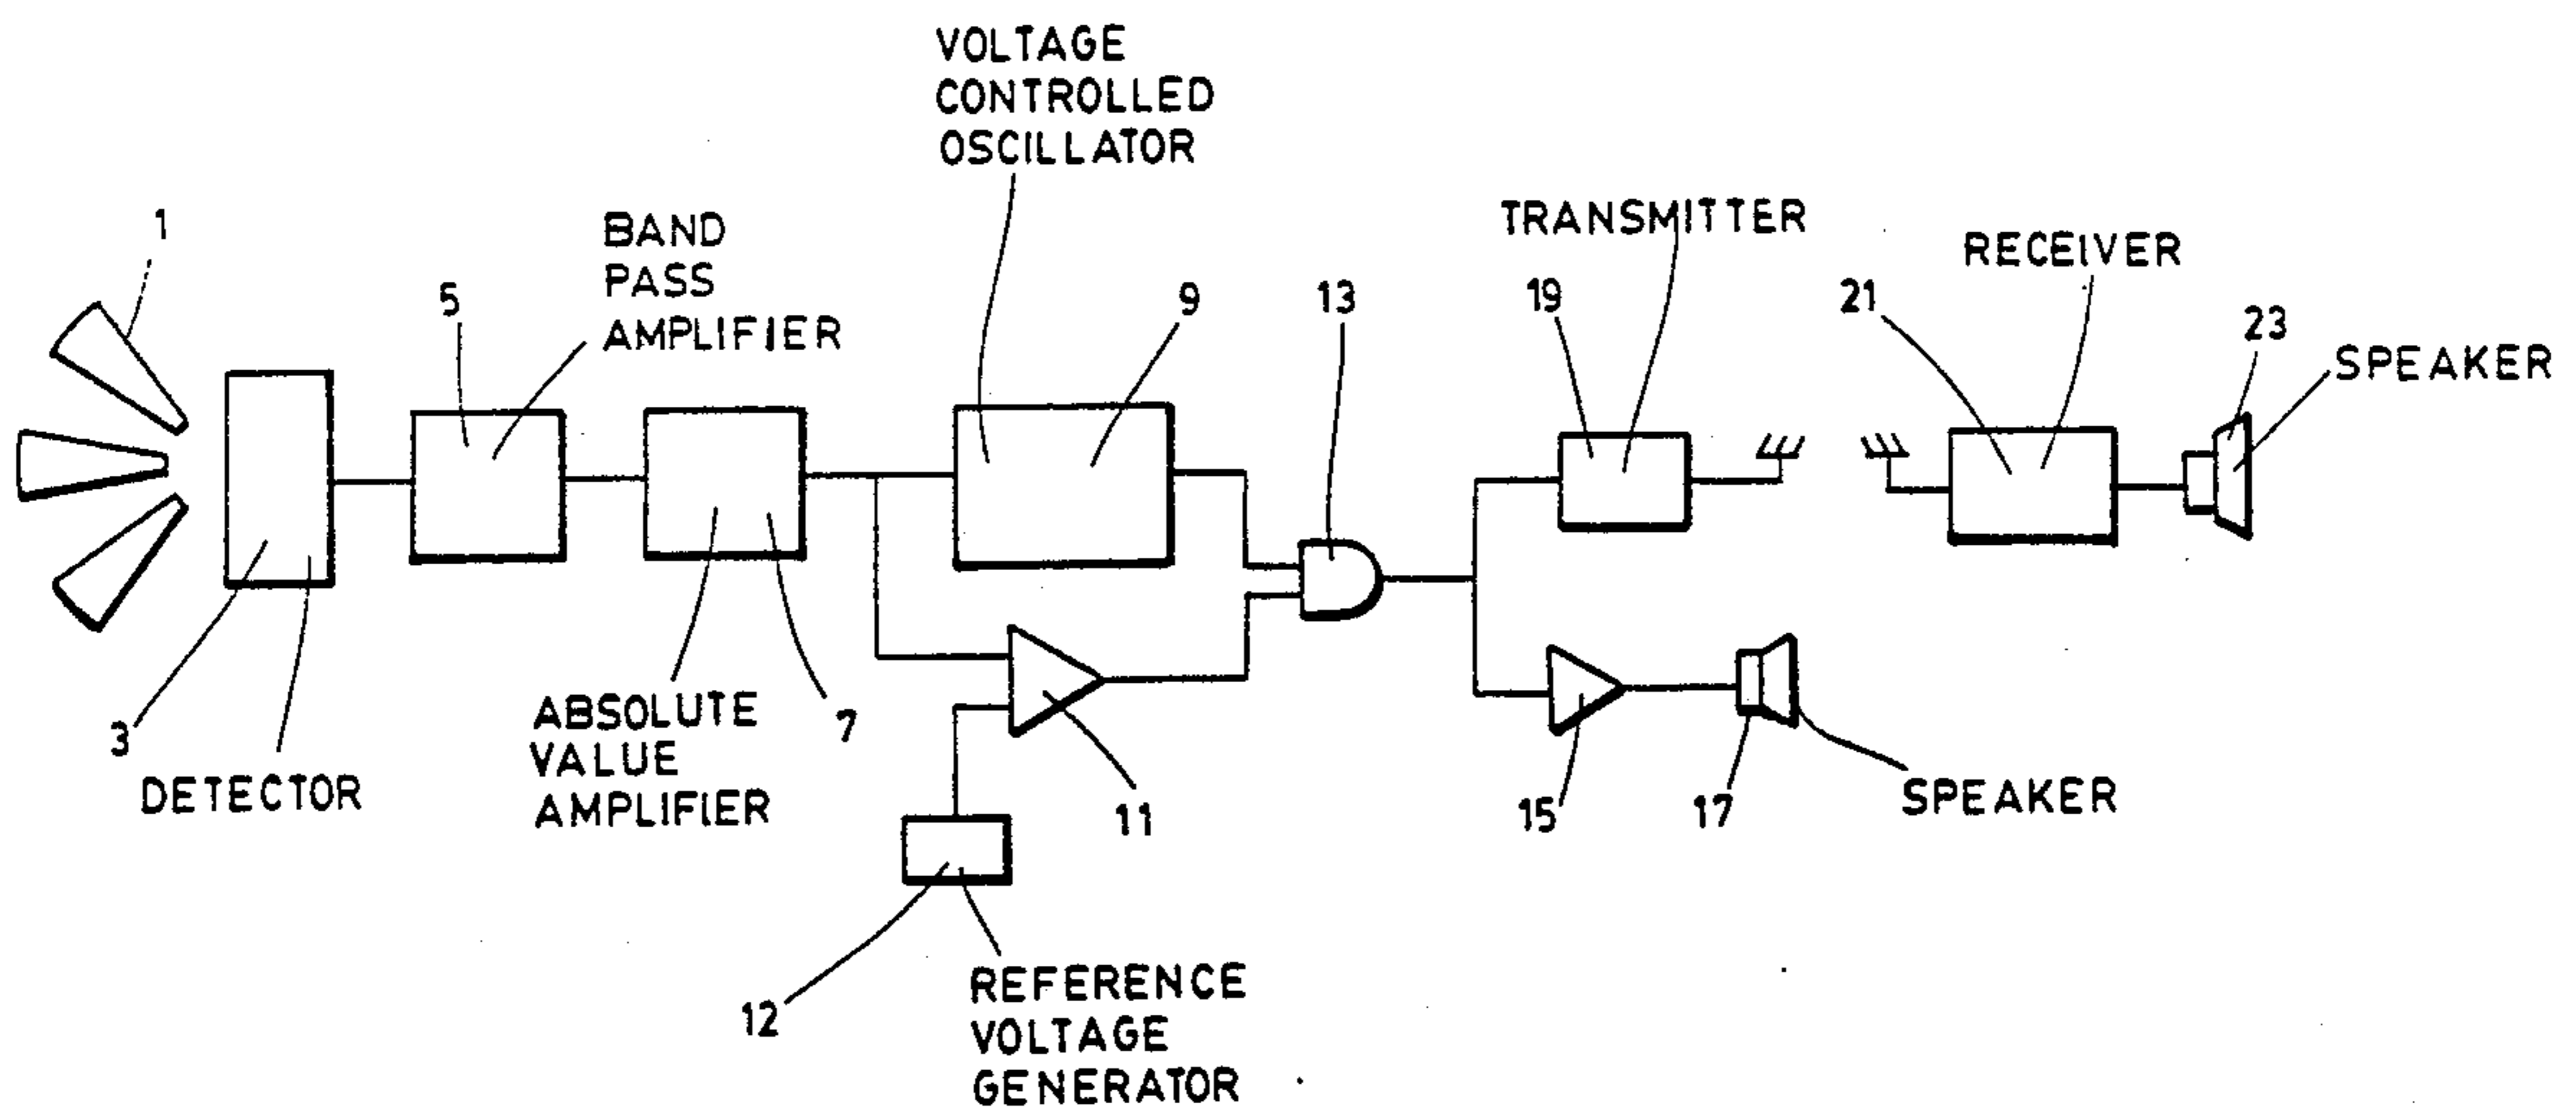 VOLTAGE
CONTROLLED
OSCILLATOR
1
BAND
PASS
AMPLIFIER
5
9
13
TRANSMITTER
19
RECEIVER
21
23
SPEAKER
3
DETECTOR
ABSOLUTE
VALUE
AMPLIFIER
7
11
15
17
SPEAKER
12
REFERENCE
VOLTAGE
GENERATOR